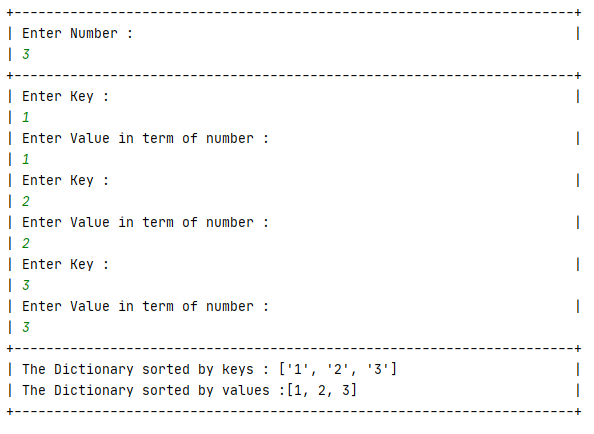 +----------------------------------------------------------------------+
| Enter Number :                                                       |
| 3
+----------------------------------------------------------------------+
| Enter Key :                                                          |
| 1
| Enter Value in term of number :                                      |
| 1
| Enter Key :                                                          |
| 2
| Enter Value in term of number :                                      |
| 2
| Enter Key :                                                          |
| 3
| Enter Value in term of number :                                      |
| 3
+----------------------------------------------------------------------+
| The Dictionary sorted by keys : ['1', '2', '3']                      |
| The Dictionary sorted by values :[1, 2, 3]                           |
+----------------------------------------------------------------------+